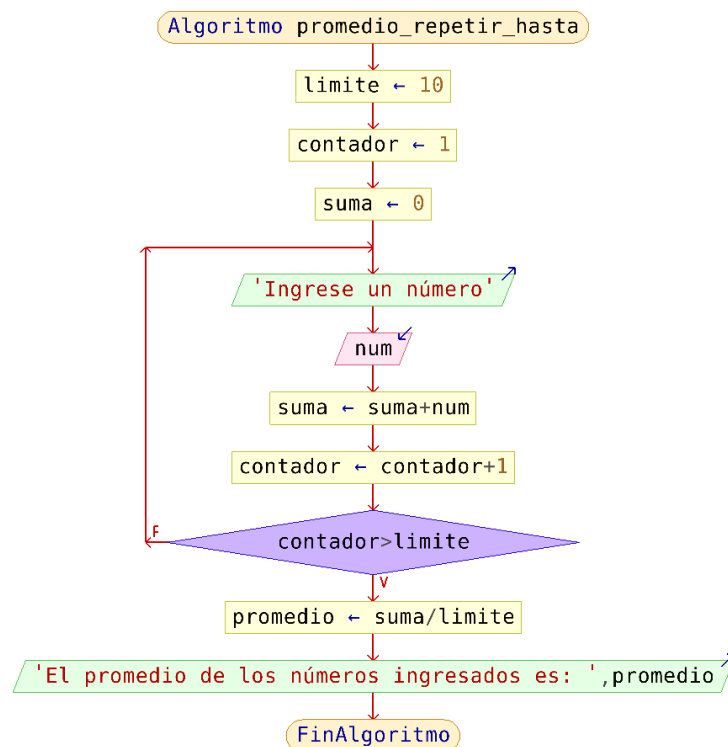 Algoritmo promedio_repetir_hasta
limite ← 10
contador ← 1
suma ← 0
'Ingrese un número'
num
suma ← suma+num
contador ← contador+1
F
contador>limite
V
promedio ← suma/limite
'El promedio de los números ingresados es: ',promedio
FinAlgoritmo